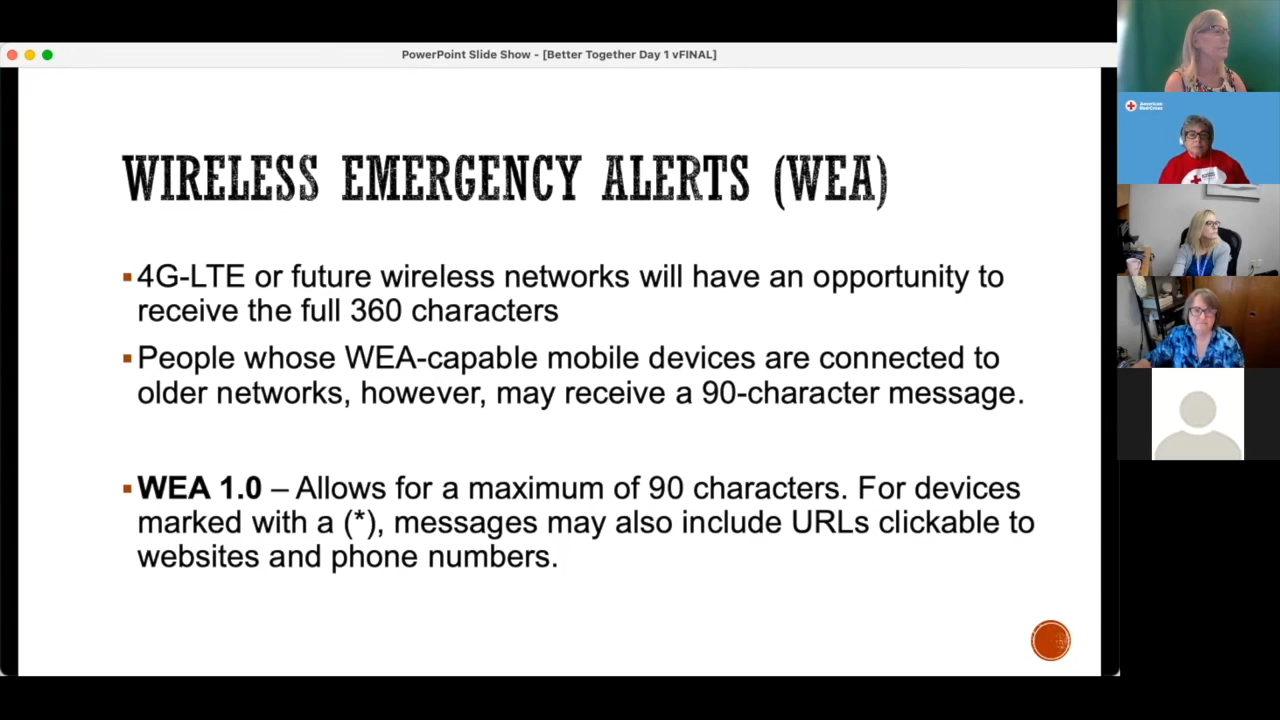 PowerPoint Slide Show - [Better Together Day 1 vFINAL]
WIRELESS EMERGENCY ALERTS (WEA)
▪4G-LTE or future wireless networks will have an opportunity to
receive the full 360 characters
▪People whose WEA-capable mobile devices are connected to
older networks, however, may receive a 90-character message.
▪WEA 1.0 – Allows for a maximum of 90 characters. For devices
marked with a (*), messages may also include URLs clickable to
websites and phone numbers.
American
Red Cross